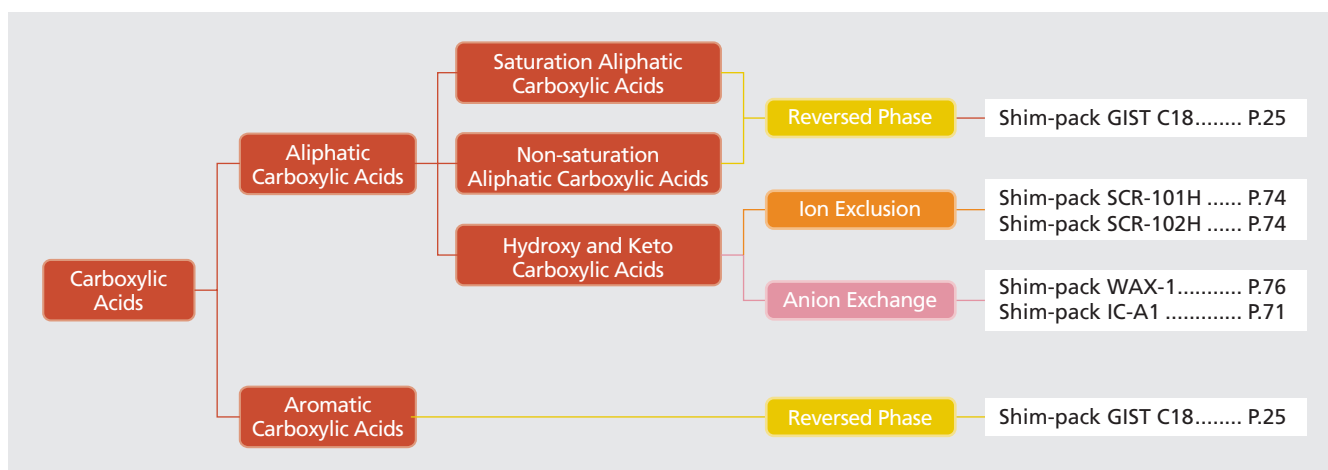 Carboxylic
Acids
Aliphatic
Carboxylic Acids
Saturation Aliphatic
Carboxylic Acids
Non-saturation
Aliphatic Carboxylic Acids
Hydroxy and Keto
Carboxylic Acids
Reversed Phase
Shim-pack GIST C18........ P.25
Ion Exclusion
Shim-pack SCR-101H ...... P.74
Shim-pack SCR-102H ...... P.74
Anion Exchange
Shim-pack WAX-1........... P.76
Shim-pack IC-A1 ............. P.71
Aromatic
Carboxylic Acids
Reversed Phase
Shim-pack GIST C18........ P.25